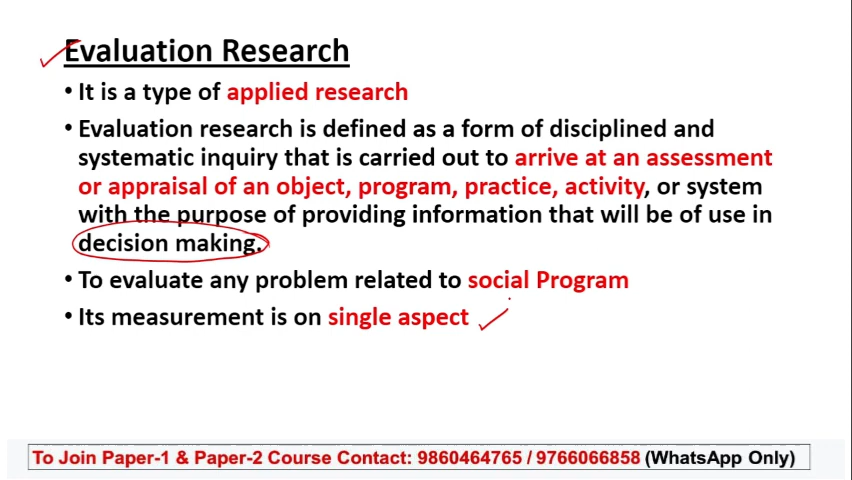 Evaluation Research
• It is a type of applied research
• Evaluation research is defined as a form of disciplined and
systematic inquiry that is carried out to arrive at an assessment
or appraisal of an object, program, practice, activity, or system
with the purpose of providing information that will be of use in
decision making.
• To evaluate any problem related to social Program
• Its measurement is on single aspect
To Join Paper-1 & Paper-2 Course Contact: 9860464765 / 9766066858 (WhatsApp Only)